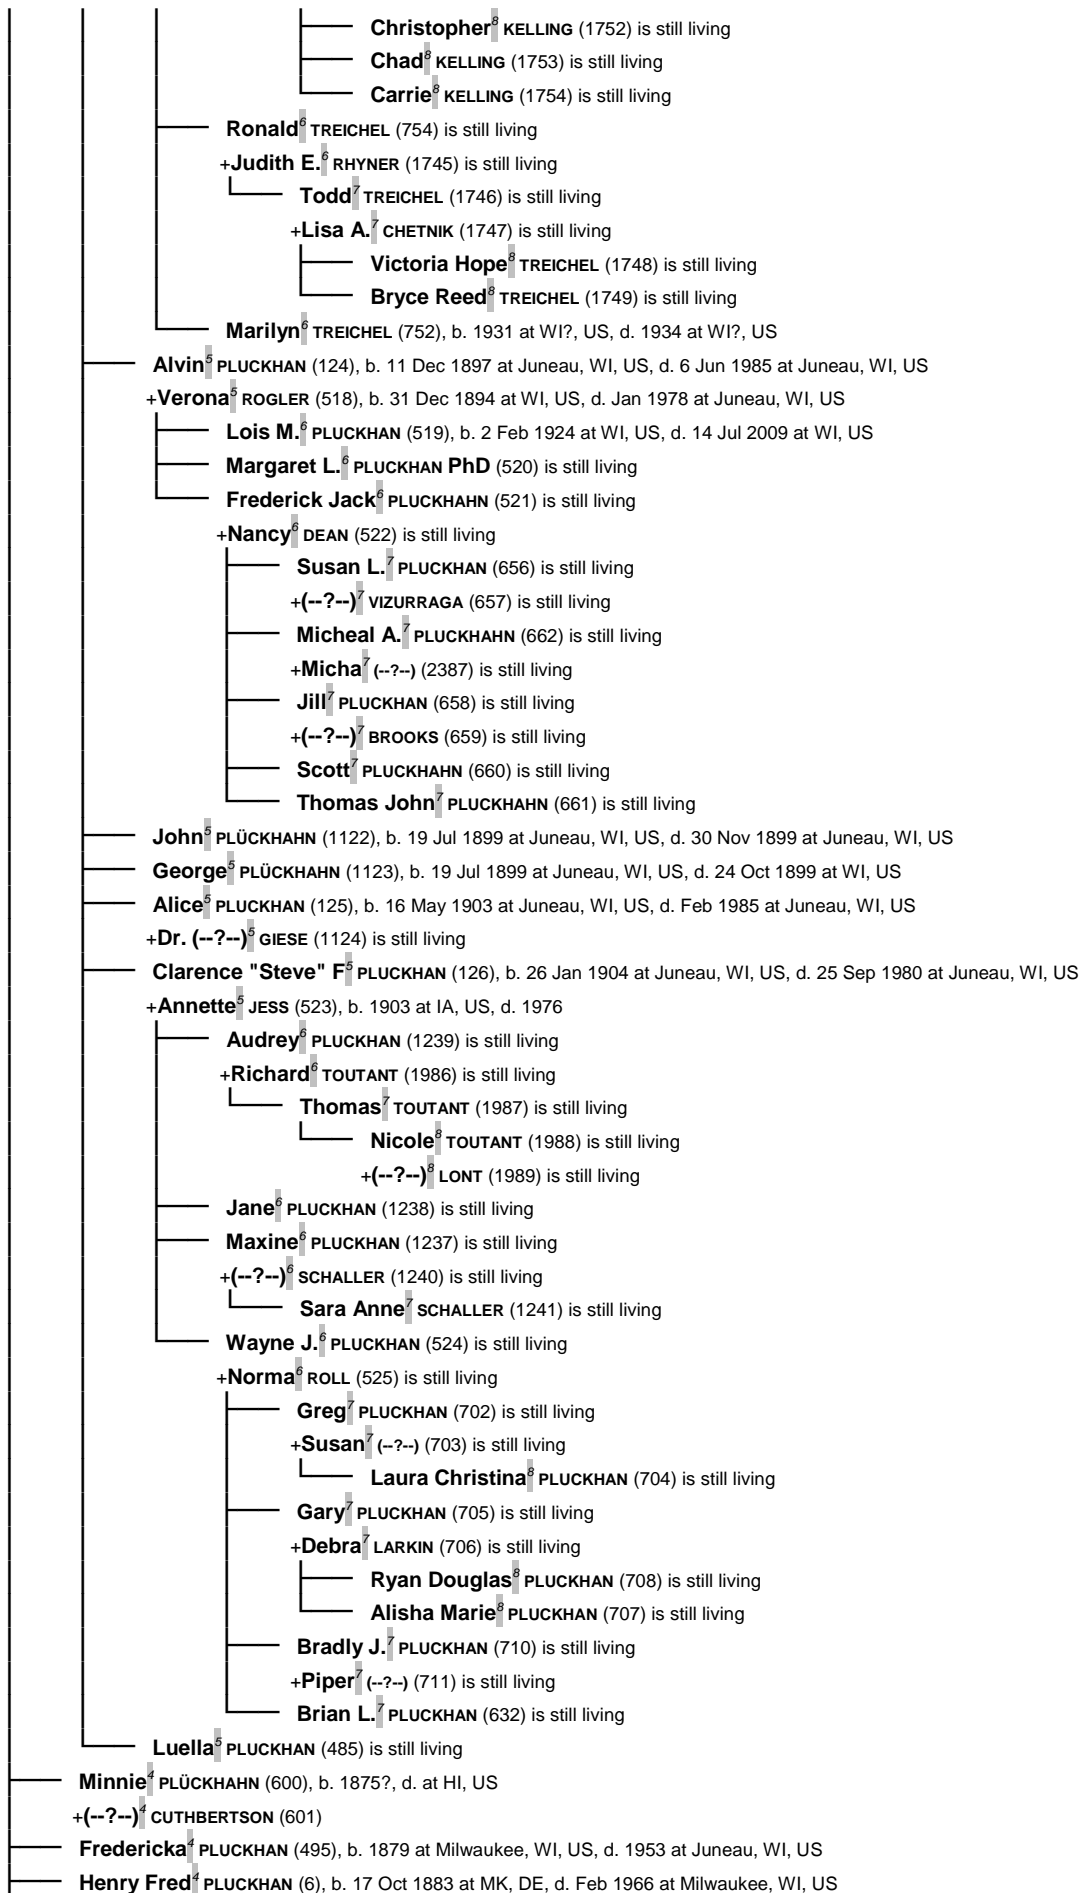 Christopher8 KELLING (1752) is still living
Chad8 KELLING (1753) is still living
Carrie8 KELLING (1754) is still living
Ronald6 TREICHEL (754) is still living
+Judith E.6 RHYNER (1745) is still living
Todd7 TREICHEL (1746) is still living
+Lisa A.7 CHETNIK (1747) is still living
Victoria Hope8 TREICHEL (1748) is still living
Bryce Reed8 TREICHEL (1749) is still living
Marilyn6 TREICHEL (752), b. 1931 at WI?, US, d. 1934 at WI?, US
Alvin5 PLUCKHAN (124), b. 11 Dec 1897 at Juneau, WI, US, d. 6 Jun 1985 at Juneau, WI, US
+Verona5 ROGLER (518), b. 31 Dec 1894 at WI, US, d. Jan 1978 at Juneau, WI, US
Lois M.6 PLUCKHAN (519), b. 2 Feb 1924 at WI, US, d. 14 Jul 2009 at WI, US
Margaret L.6 PLUCKHAN PhD (520) is still living
Frederick Jack6 PLUCKHAHN (521) is still living
+Nancy6 DEAN (522) is still living
Susan L.7 PLUCKHAN (656) is still living
+(--?--)7 VIZURRAGA (657) is still living
Micheal A.7 PLUCKHAHN (662) is still living
+Micha7 (--?--) (2387) is still living
Jill7 PLUCKHAN (658) is still living
+(--?--)7 BROOKS (659) is still living
Scott7 PLUCKHAHN (660) is still living
Thomas John7 PLUCKHAHN (661) is still living
John5 PLÜCKHAHN (1122), b. 19 Jul 1899 at Juneau, WI, US, d. 30 Nov 1899 at Juneau, WI, US
George5 PLÜCKHAHN (1123), b. 19 Jul 1899 at Juneau, WI, US, d. 24 Oct 1899 at WI, US
Alice5 PLUCKHAN (125), b. 16 May 1903 at Juneau, WI, US, d. Feb 1985 at Juneau, WI, US
+Dr. (--?--)5 GIESE (1124) is still living
Clarence "Steve" F5 PLUCKHAN (126), b. 26 Jan 1904 at Juneau, WI, US, d. 25 Sep 1980 at Juneau, WI, US
+Annette5 JESS (523), b. 1903 at IA, US, d. 1976
Audrey6 PLUCKHAN (1239) is still living
+Richard6 TOUTANT (1986) is still living
Thomas7 TOUTANT (1987) is still living
Nicole8 TOUTANT (1988) is still living
+(--?--)8 LONT (1989) is still living
Jane6 PLUCKHAN (1238) is still living
Maxine6 PLUCKHAN (1237) is still living
+(--?--)6 SCHALLER (1240) is still living
Sara Anne7 SCHALLER (1241) is still living
Wayne J.6 PLUCKHAN (524) is still living
+Norma6 ROLL (525) is still living
Greg7 PLUCKHAN (702) is still living
+Susan7 (--?--) (703) is still living
Laura Christina8 PLUCKHAN (704) is still living
Gary7 PLUCKHAN (705) is still living
+Debra7 LARKIN (706) is still living
Ryan Douglas8 PLUCKHAN (708) is still living
Alisha Marie8 PLUCKHAN (707) is still living
Bradly J.7 PLUCKHAN (710) is still living
+Piper7 (--?--) (711) is still living
Brian L.7 PLUCKHAN (632) is still living
Luella5 PLUCKHAN (485) is still living
Minnie4 PLÜCKHAHN (600), b. 1875?, d. at HI, US
+(--?--)4 CUTHBERTSON (601)
Fredericka4 PLUCKHAN (495), b. 1879 at Milwaukee, WI, US, d. 1953 at Juneau, WI, US
Henry Fred4 PLUCKHAN (6), b. 17 Oct 1883 at MK, DE, d. Feb 1966 at Milwaukee, WI, US